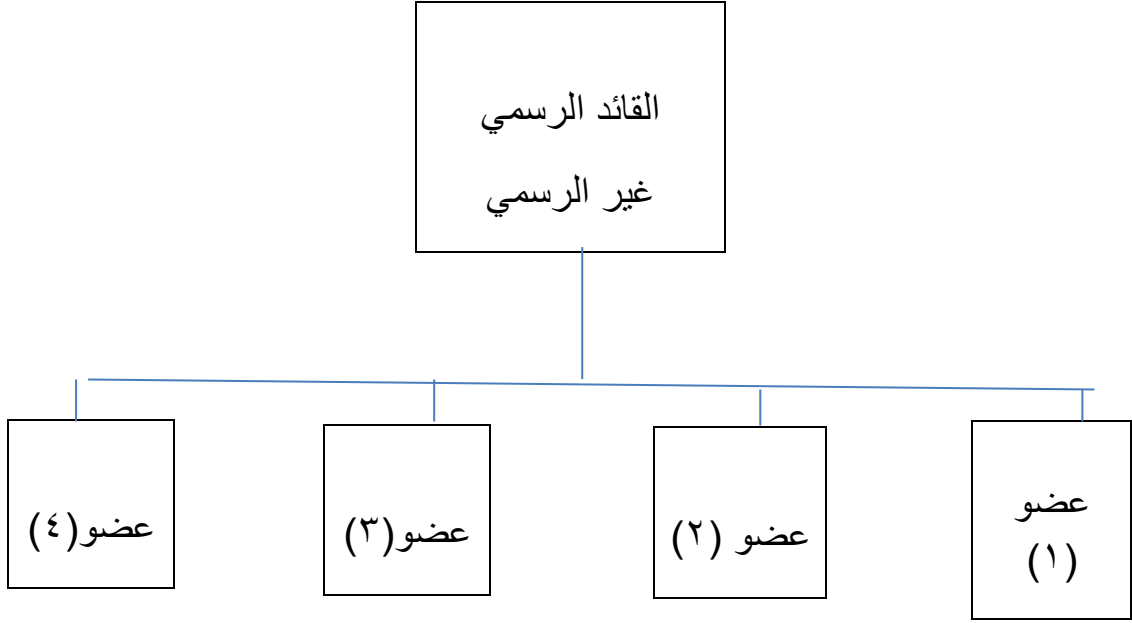 القائد الرسمي
غير الرسمي
عضو
(١)
عضو (٢)
عضو(٣)
عضو(٤)